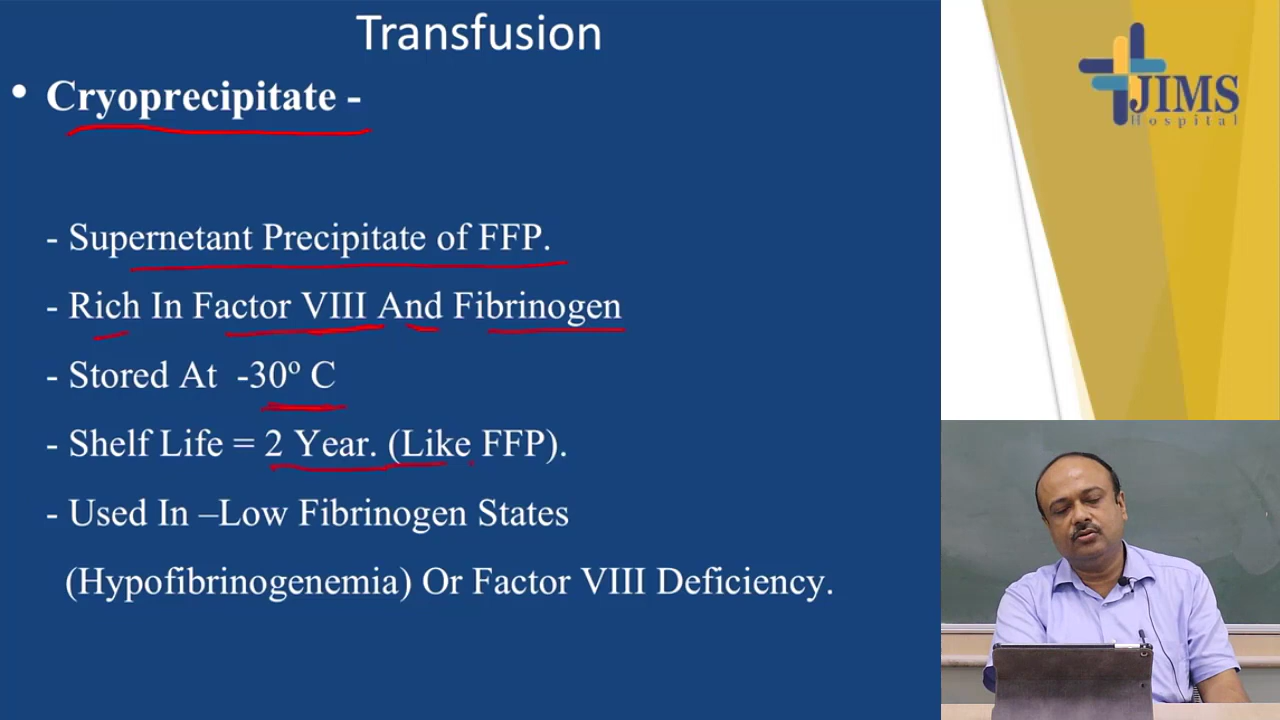 Transfusion
• Cryoprecipitate -
- Supernetant Precipitate of FFP.
- Rich In Factor VIII And Fibrinogen
- Stored At -30º C
- Shelf Life = 2 Year. (Like FFP).
- Used In –Low Fibrinogen States
(Hypofibrinogenemia) Or Factor VIII Deficiency.
JIMS
Hospital